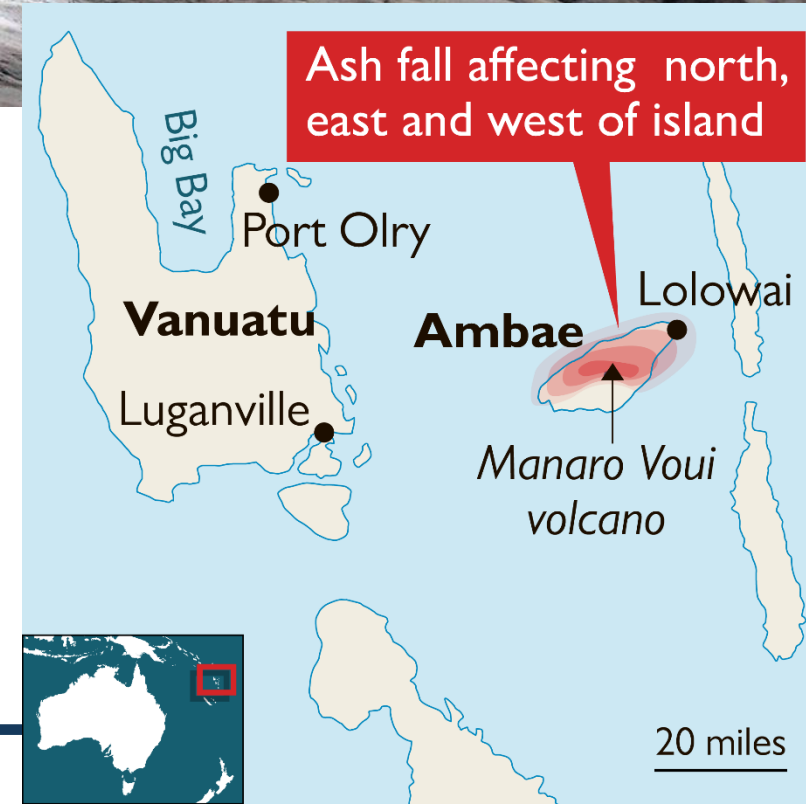 Ash fall affecting north,
east and west of island
Big Bay
Port Olry
Lolowai
Vanuatu
Ambae
Luganville
Manaro Voui
volcano
20 miles